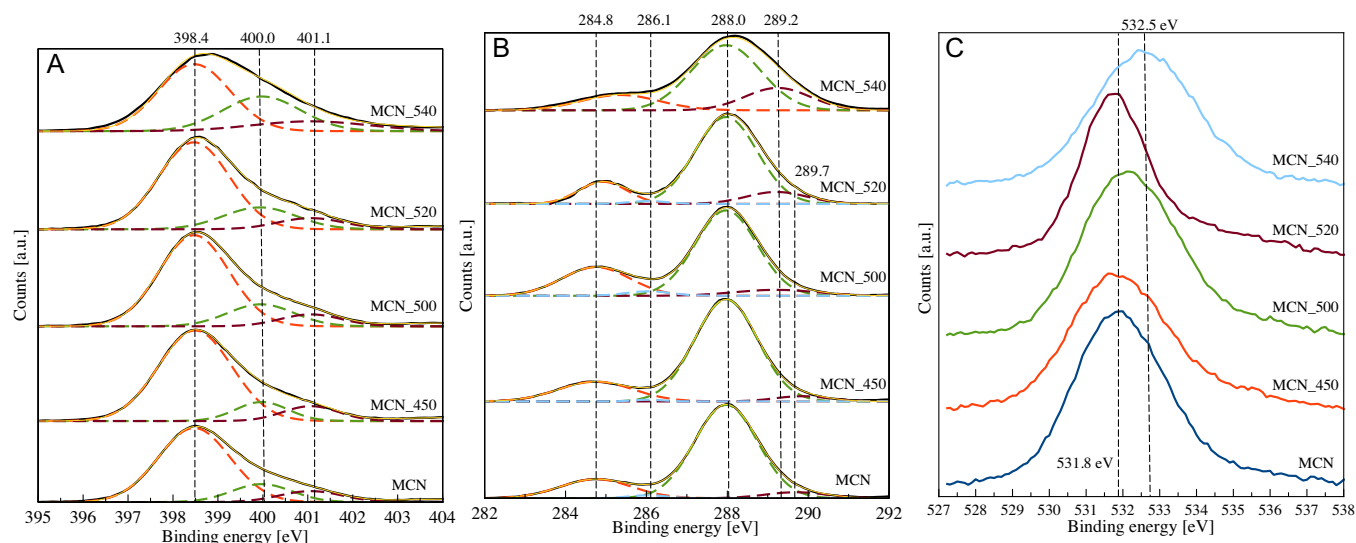 A
398.4 400.0 401.1
MCN_540
MCN_520
MCN_500
MCN_450
MCN
Counts [a.u.]
395 396 397 398 399 400 401 402 403 404
Binding energy [eV]
B
284.8 286.1 288.0 289.2
MCN_540
289.7
MCN_520
MCN_500
MCN_450
MCN
Counts [a.u.]
282 284 286 288 290 292
Binding energy [eV]
C
532.5 eV
MCN_540
MCN_520
MCN_500
MCN_450
531.8 eV
MCN
Counts [a.u.]
527 528 529 530 531 532 533 534 535 536 537 538
Binding energy [eV]